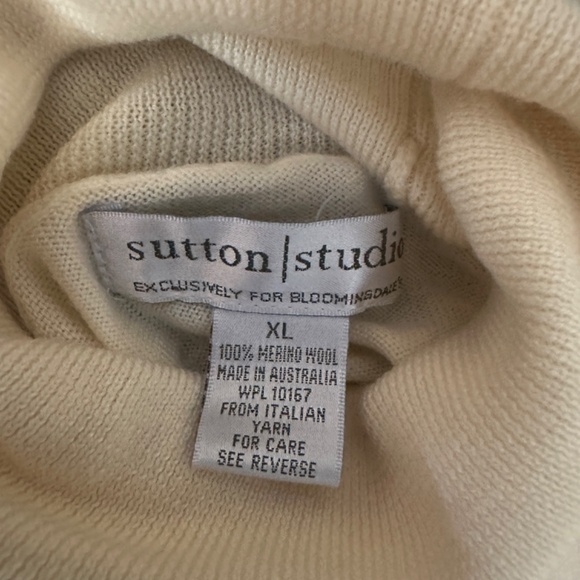 sutton|studio
EXCLUSIVELY FOR BLOOMINGDALE'S
XL
100% MERINO WOOL
MADE IN AUSTRALIA
WPL 10167
FROM ITALIAN
YARN
FOR CARE
SEE REVERSE